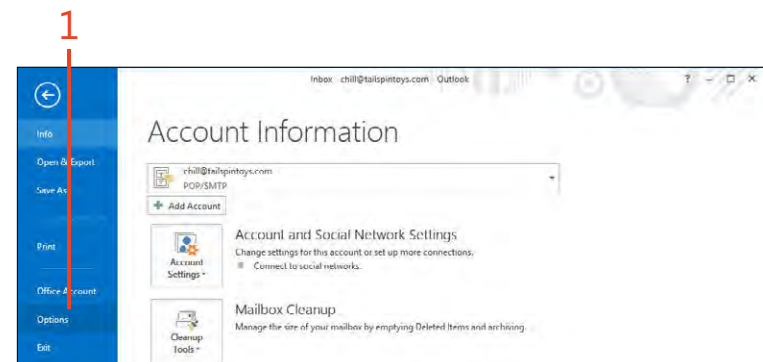 1
Inbox chill@tailspintoys.com Outlook
?
Info
Account Information
Open & Export
chill@tailspintoys.com
POP/SMTP
Save As
Add Account
Account and Social Network Settings
Change settings for this account or set up more connections.
Connect to social networks.
Account
Settings
Print
Office Account
Mailbox Cleanup
Manage the size of your mailbox by emptying Deleted Items and archiving.
Cleanup
Tools
Options
Exit